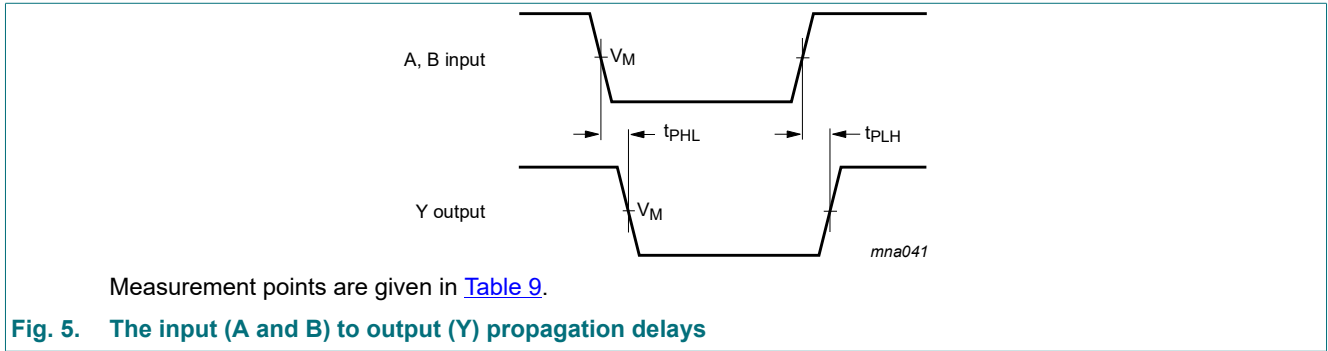 A, B input
VM
tPHL
tPLH
Y output
VM
mna041
Measurement points are given in Table 9.
Fig. 5. The input (A and B) to output (Y) propagation delays